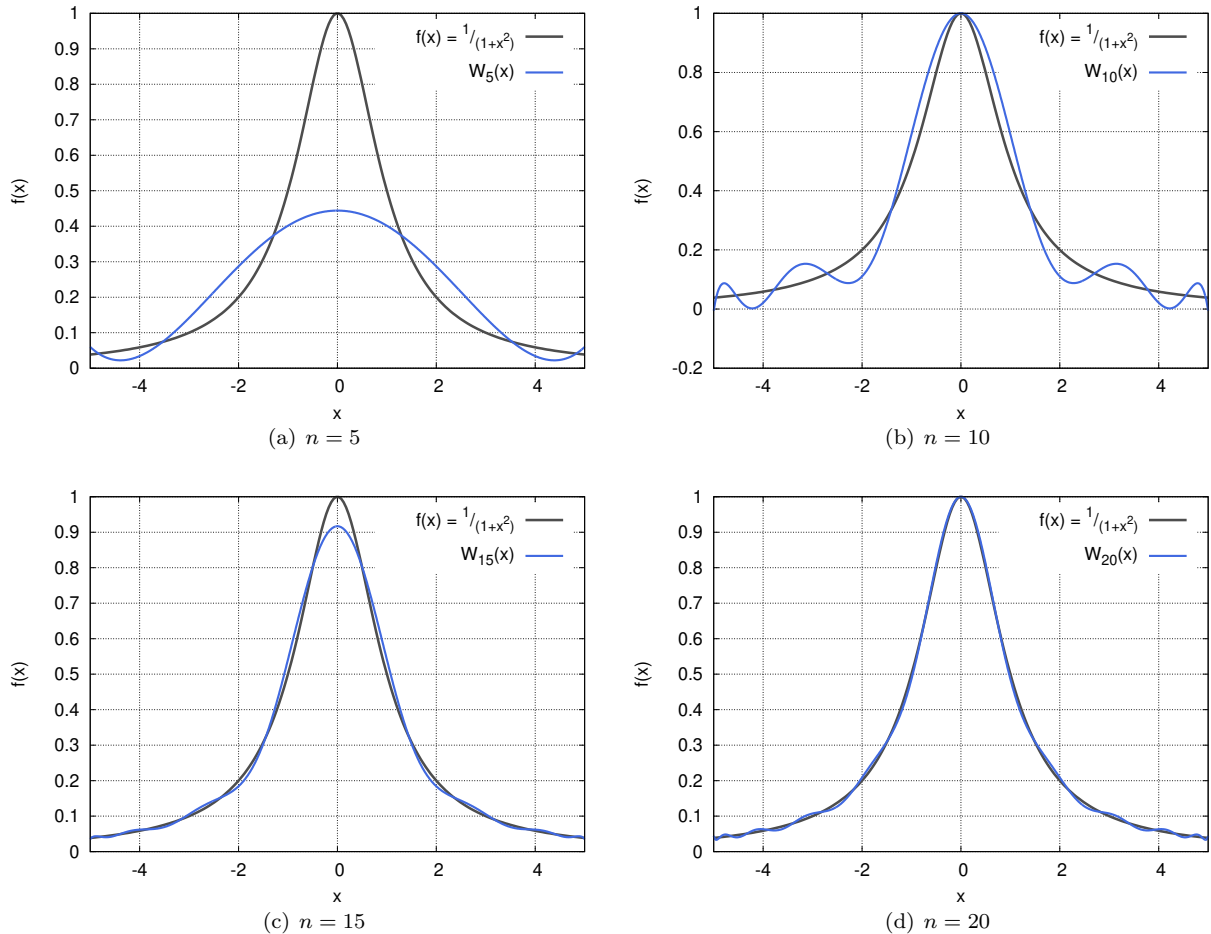 f(x) = 1/(1+x²)
W5(x)
1
0.9
0.8
0.7
0.6
0.5
0.4
0.3
0.2
0.1
0
f(x)
-4 -2 0 2 4
x
(a) n = 5
f(x) = 1/(1+x²)
W10(x)
1
0.8
0.6
0.4
0.2
0
-0.2
f(x)
-4 -2 0 2 4
x
(b) n = 10
f(x) = 1/(1+x²)
W15(x)
1
0.9
0.8
0.7
0.6
0.5
0.4
0.3
0.2
0.1
0
f(x)
-4 -2 0 2 4
x
(c) n = 15
f(x) = 1/(1+x²)
W20(x)
1
0.9
0.8
0.7
0.6
0.5
0.4
0.3
0.2
0.1
0
f(x)
-4 -2 0 2 4
x
(d) n = 20